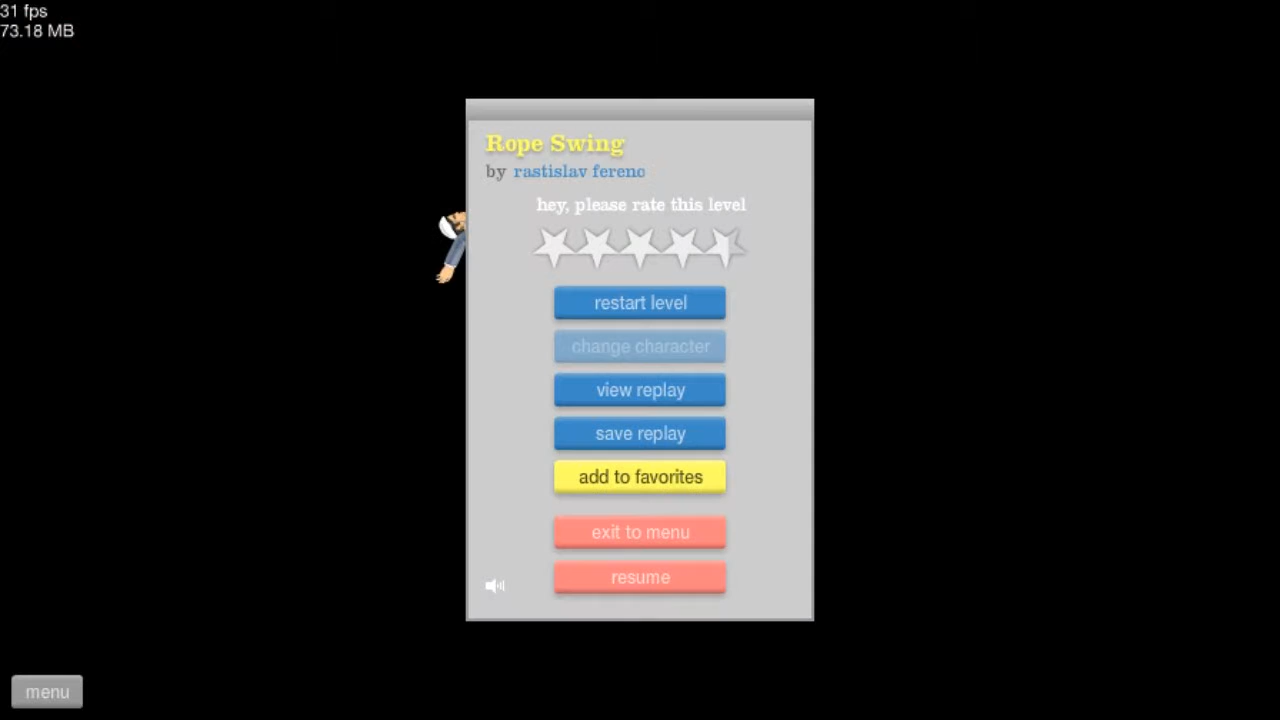 31 fps
73.18 MB
Rope Swing
by rastislav ferenc
hey, please rate this level
restart level
change character
view replay
save replay
add to favorites
exit to menu
resume
menu